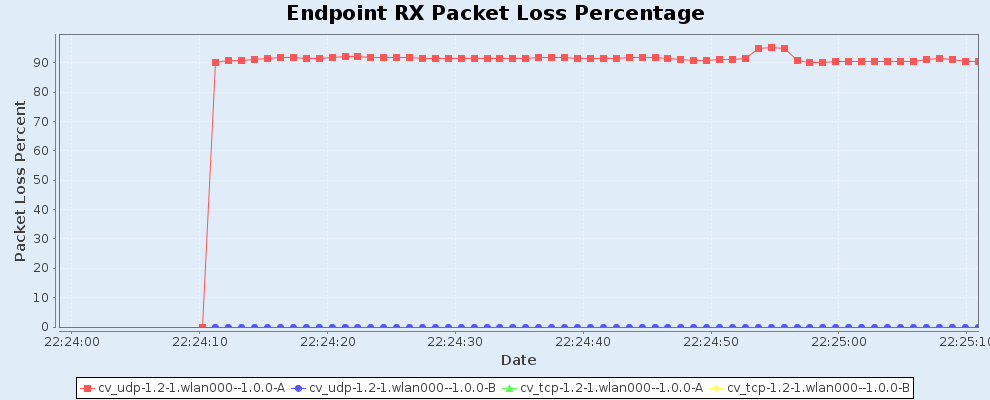 Endpoint RX Packet Loss Percentage
Packet Loss Percent
90
80
70
60
50
40
30
20
10
0
22:24:00 22:24:10 22:24:20 22:24:30 22:24:40 22:24:50 22:25:00 22:25:10
Date
cv_udp-1.2-1.wlan000--1.0.0-A cv_udp-1.2-1.wlan000--1.0.0-B cv_tcp-1.2-1.wlan000--1.0.0-A cv_tcp-1.2-1.wlan000--1.0.0-B